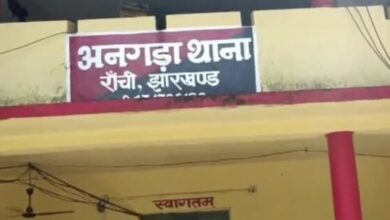 अनगड़ा थाना
राँची, झारखण्ड
स्वागतम्